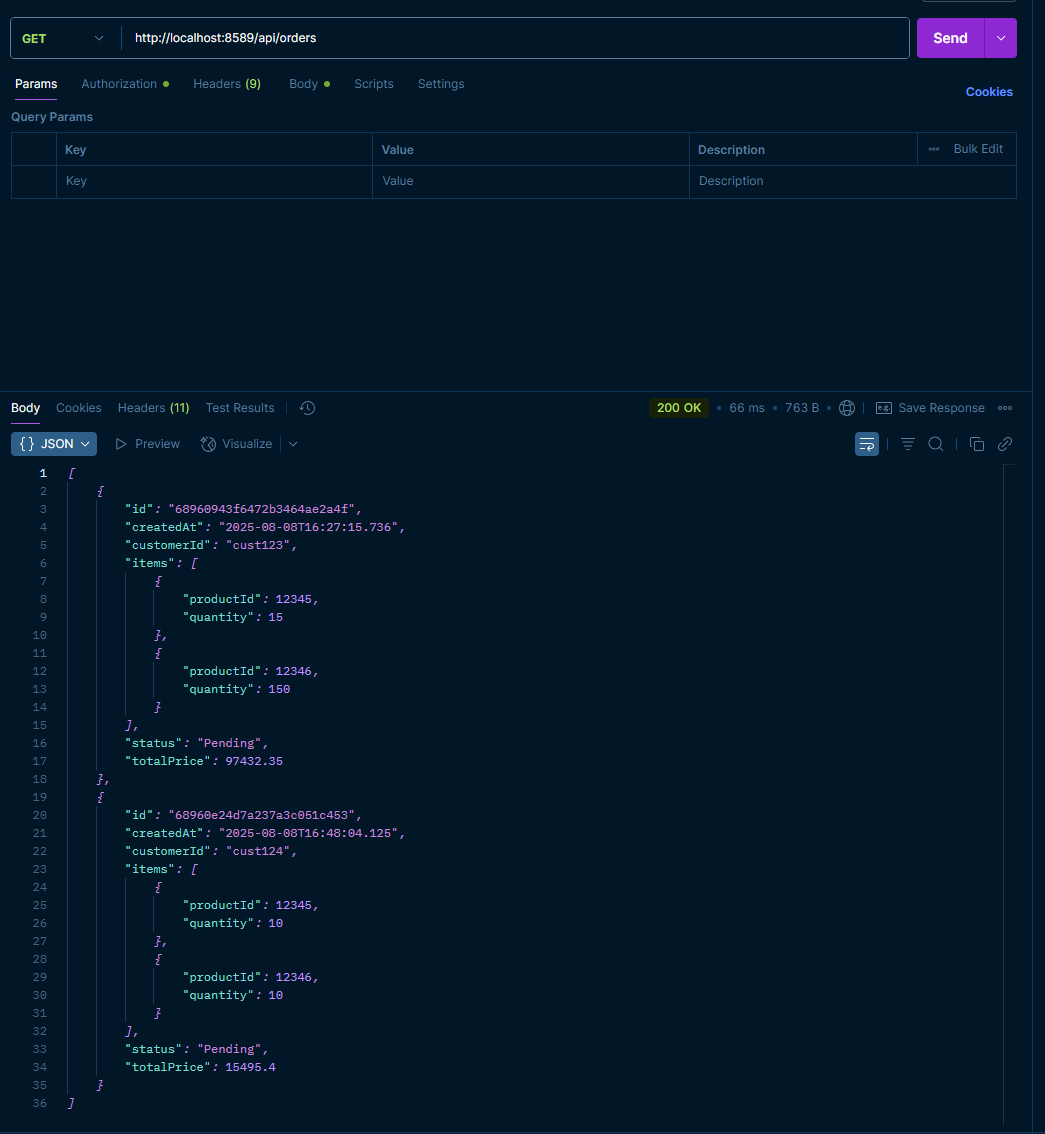 GET http://localhost:8589/api/orders Send
Params Authorization Headers (9) Body Scripts Settings Cookies
Query Params
Key Value Description Bulk Edit
Key Value Description
Body Cookies Headers (11) Test Results 200 OK • 66 ms • 763 B • e.g. Save Response
{ } JSON Preview Visualize
1 [
2 {
3 "id": "68960943f6472b3464ae2a4f",
4 "createdAt": "2025-08-08T16:27:15.736",
5 "customerId": "cust123",
6 "items": [
7 {
8 "productId": 12345,
9 "quantity": 15
10 },
11 {
12 "productId": 12346,
13 "quantity": 150
14 }
15 ],
16 "status": "Pending",
17 "totalPrice": 97432.35
18 },
19 {
20 "id": "68960e24d7a237a3c051c453",
21 "createdAt": "2025-08-08T16:48:04.125",
22 "customerId": "cust124",
23 "items": [
24 {
25 "productId": 12345,
26 "quantity": 10
27 },
28 {
29 "productId": 12346,
30 "quantity": 10
31 }
32 ],
33 "status": "Pending",
34 "totalPrice": 15495.4
35 }
36 ]